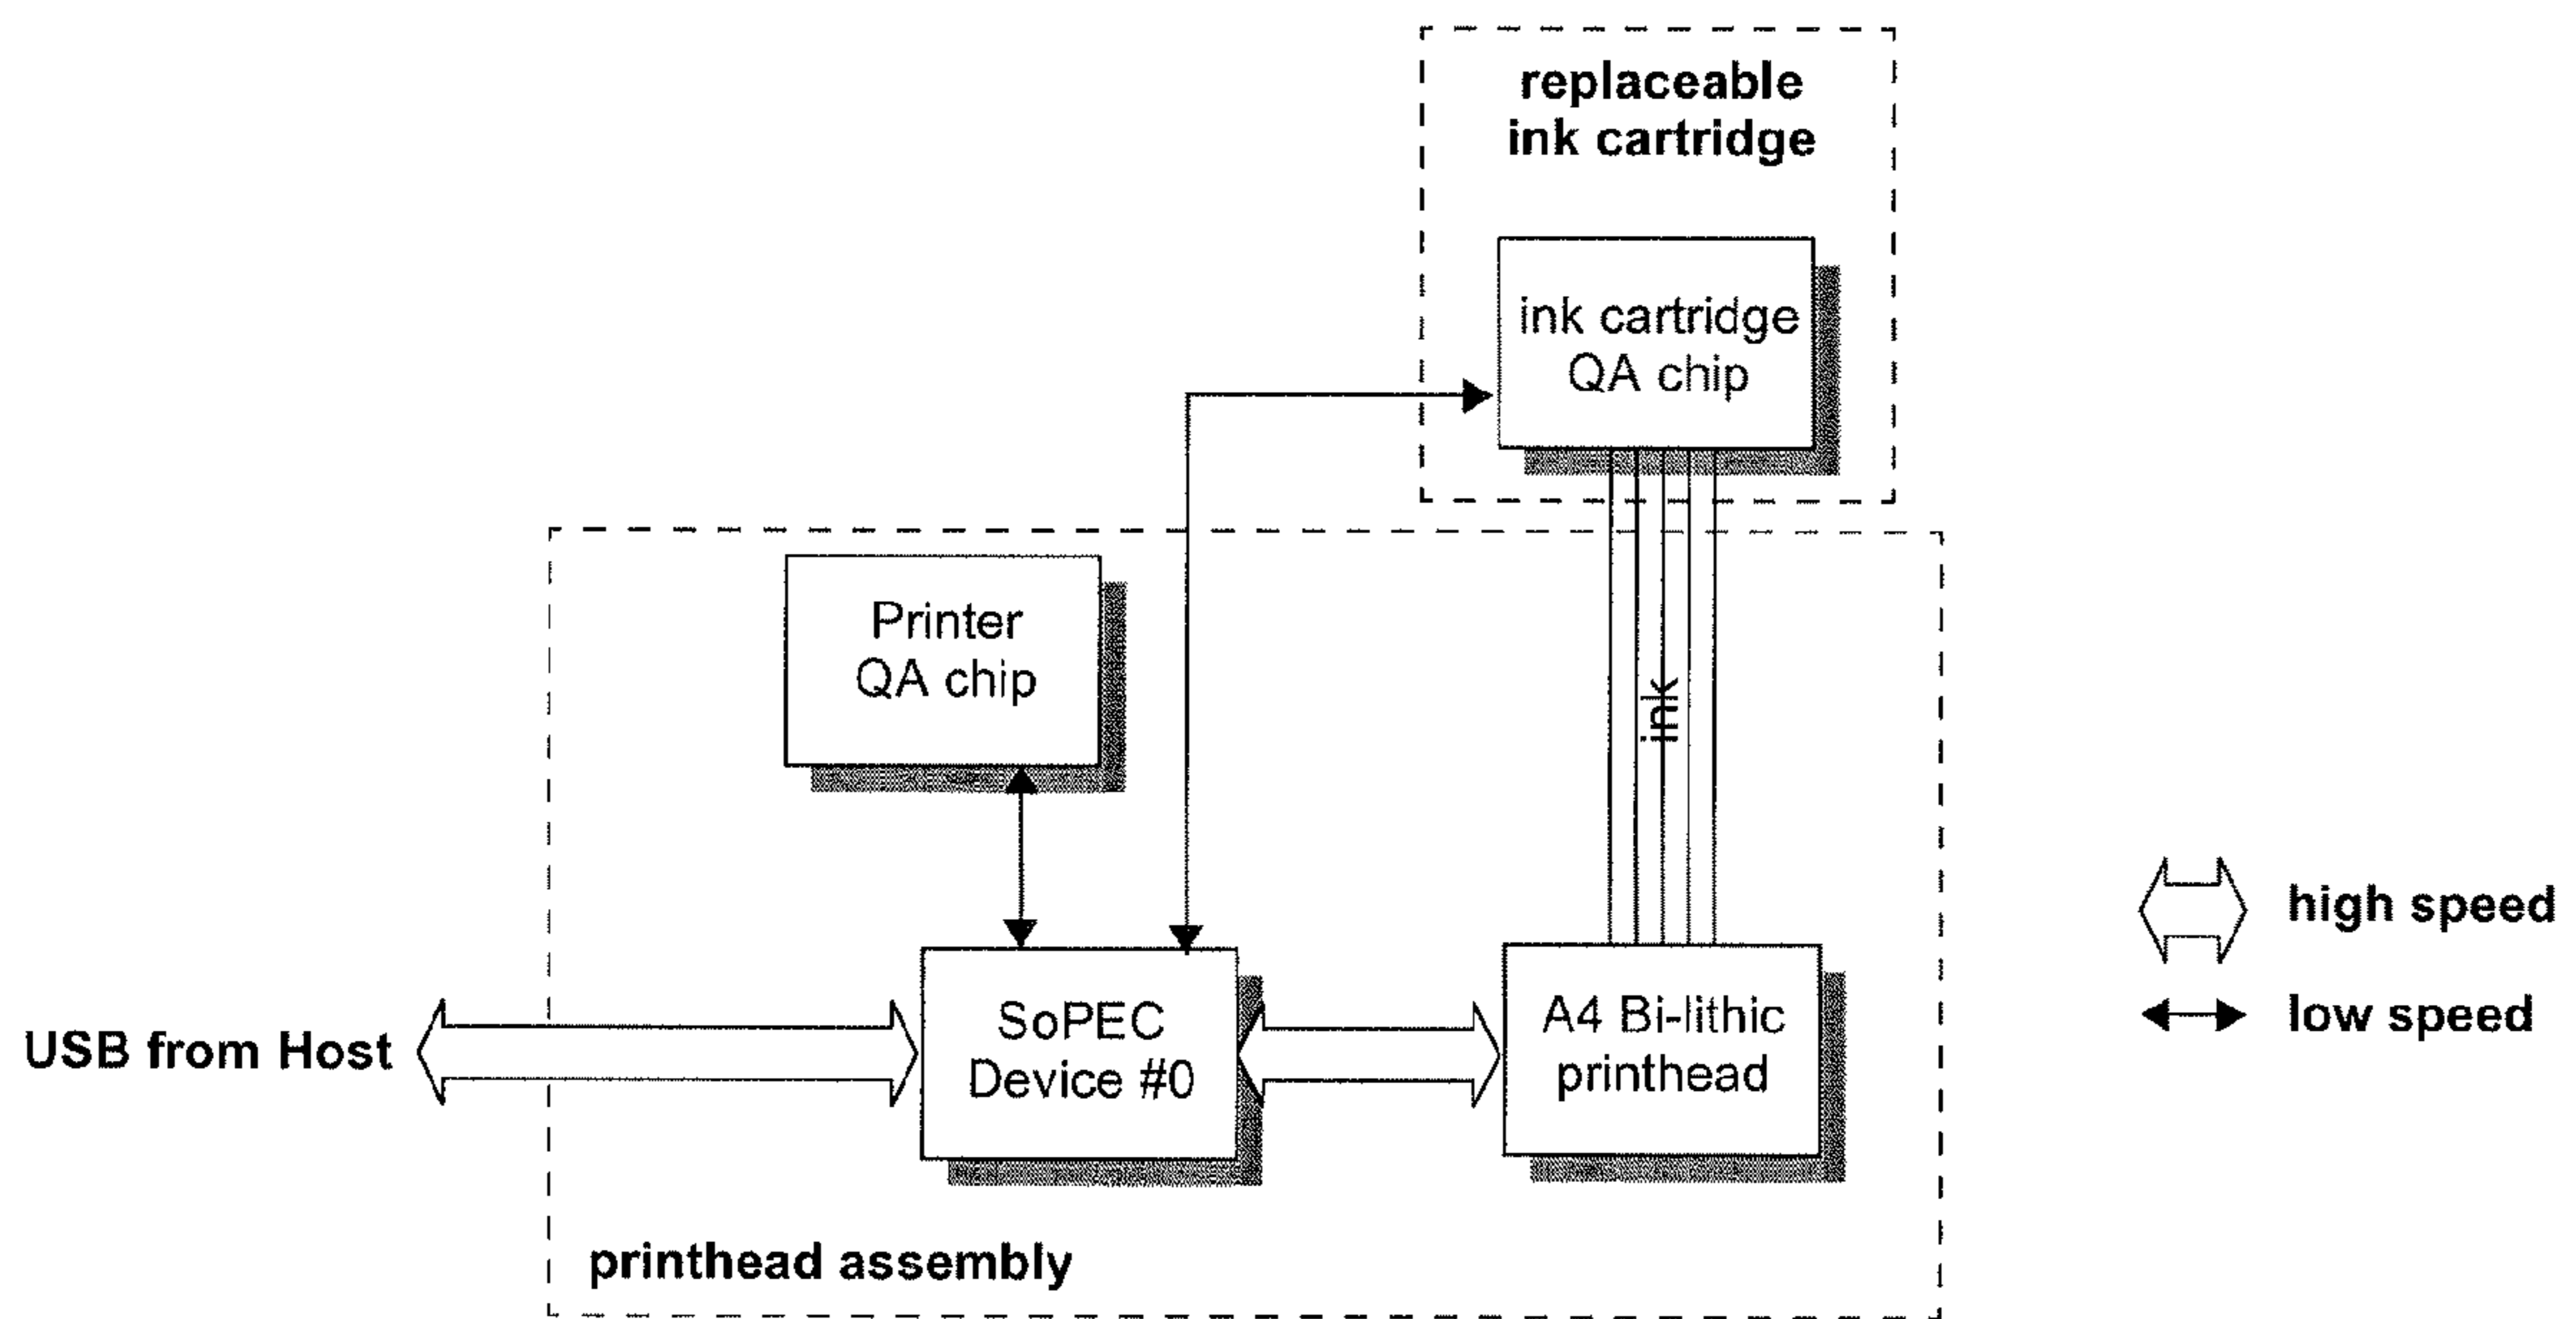 replaceable
ink cartridge
ink cartridge
QA chip
Printer
QA chip
ink
USB from Host
SoPEC
Device #0
A4 Bi-lithic
printhead
high speed
low speed
printhead assembly